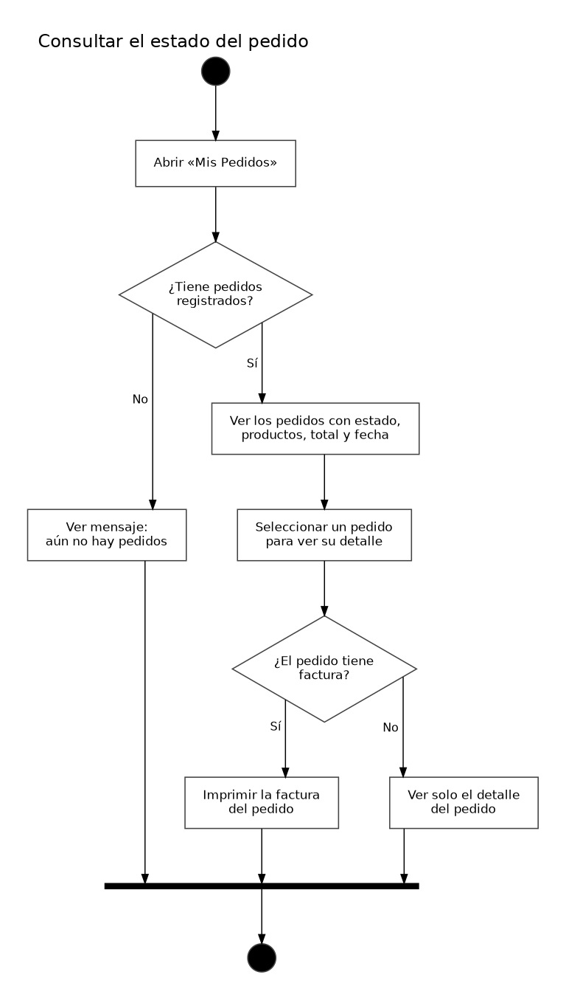 Consultar el estado del pedido
Abrir «Mis Pedidos»
¿Tiene pedidos
registrados?
Sí
No
Ver los pedidos con estado,
productos, total y fecha
Ver mensaje:
aún no hay pedidos
Seleccionar un pedido
para ver su detalle
¿El pedido tiene
factura?
Sí
No
Imprimir la factura
del pedido
Ver solo el detalle
del pedido